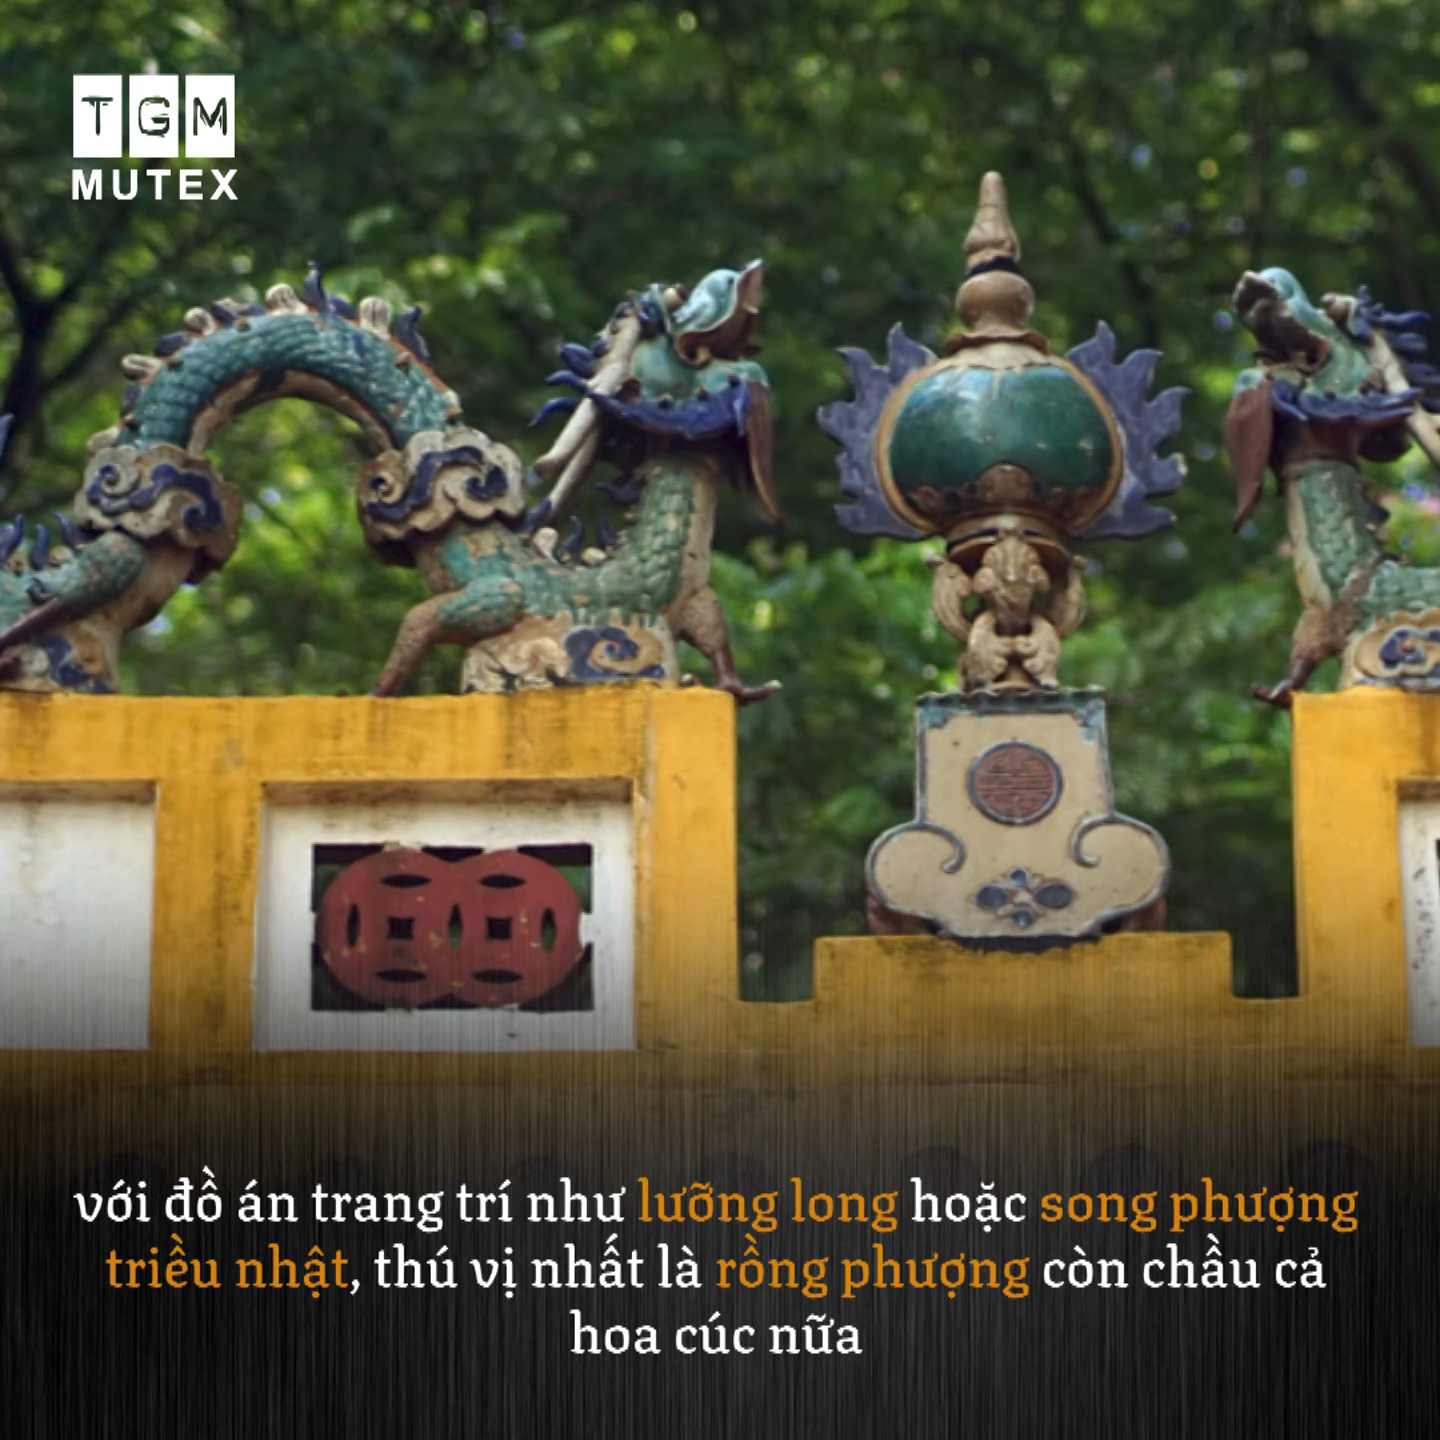 TGM
MUTEX
với đồ án trang trí như lưỡng long hoặc song phượng
triều nhật, thú vị nhất là rồng phượng còn chầu cả
hoa cúc nữa